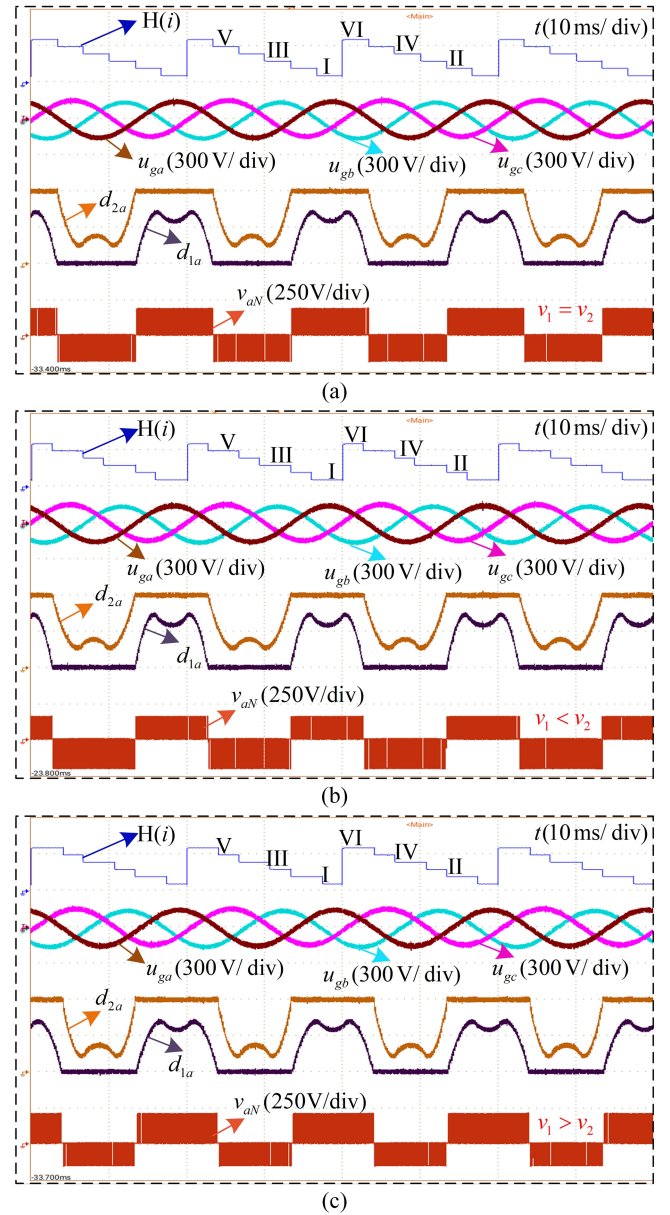 <Main>
H(i) t(10 ms/ div)
V III I VI IV II
u_ga (300 V/ div) u_gb (300 V/ div) u_gc (300 V/ div)
d_2a
d_1a
v_aN (250V/div) v_1 = v_2
-33.400ms
(a)
<Main>
H(i) t(10 ms/ div)
V III I VI IV II
u_ga (300 V/ div) u_gb (300 V/ div) u_gc (300 V/ div)
d_2a
d_1a
v_aN (250V/div) v_1 < v_2
-23.800ms
(b)
<Main>
H(i) t(10 ms/ div)
V III I VI IV II
u_ga (300 V/ div) u_gb (300 V/ div) u_gc (300 V/ div)
d_2a
d_1a
v_aN (250V/div) v_1 > v_2
-33.700ms
(c)